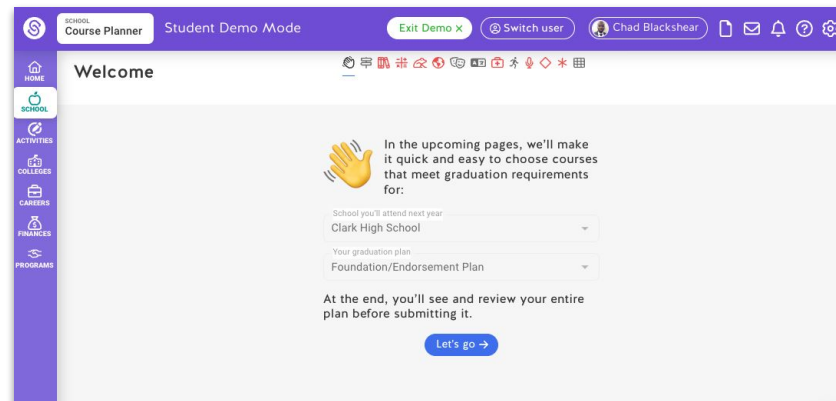 SCHOOL
Course Planner
Student Demo Mode
Exit Demo ×
Switch user
Chad Blackshear
HOME
SCHOOL
ACTIVITIES
COLLEGES
CAREERS
FINANCES
PROGRAMS
Welcome
In the upcoming pages, we'll make
it quick and easy to choose courses
that meet graduation requirements
for:
School you'll attend next year
Clark High School
Your graduation plan
Foundation/Endorsement Plan
At the end, you'll see and review your entire
plan before submitting it.
Let's go →